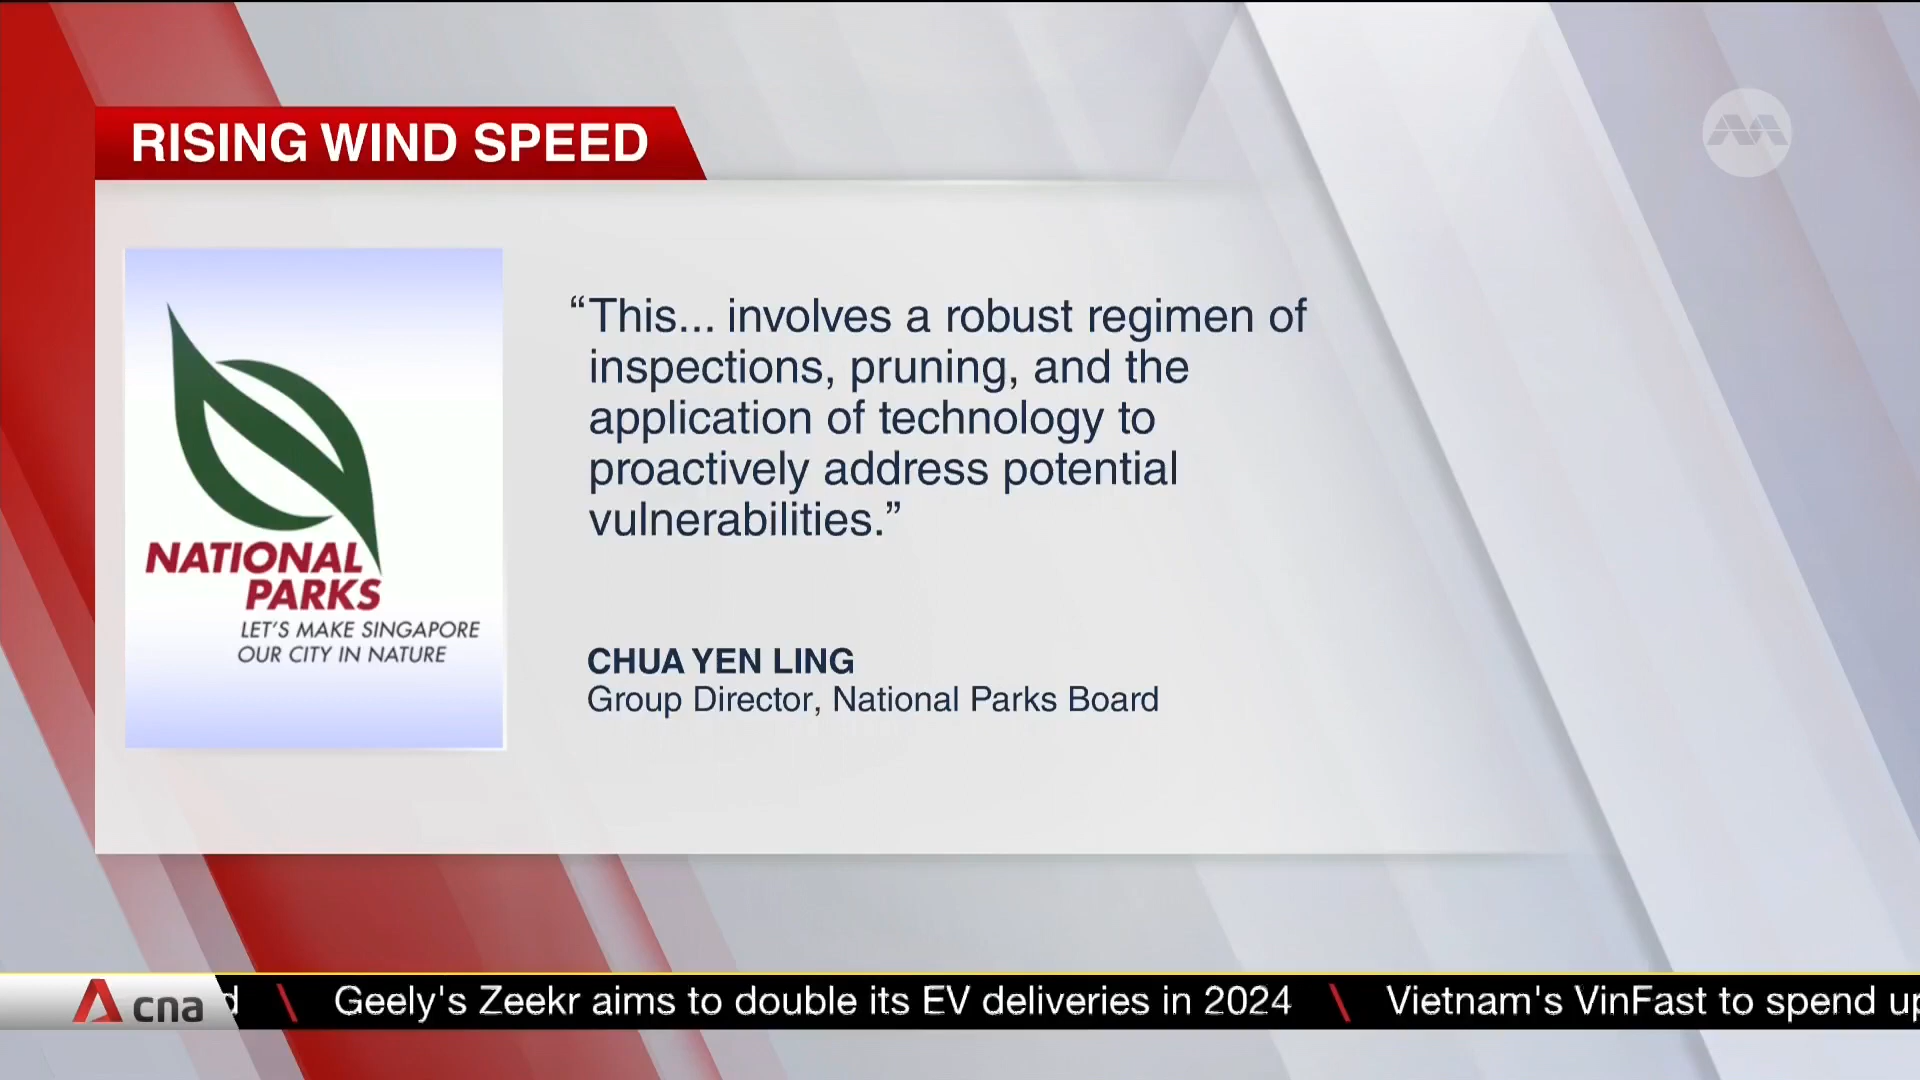 RISING WIND SPEED
“This... involves a robust regimen of
inspections, pruning, and the
application of technology to
proactively address potential
vulnerabilities.”
CHUA YEN LING
Group Director, National Parks Board
NATIONAL
PARKS
LET'S MAKE SINGAPORE
OUR CITY IN NATURE
cna d \ Geely's Zeekr aims to double its EV deliveries in 2024 \ Vietnam's VinFast to spend up